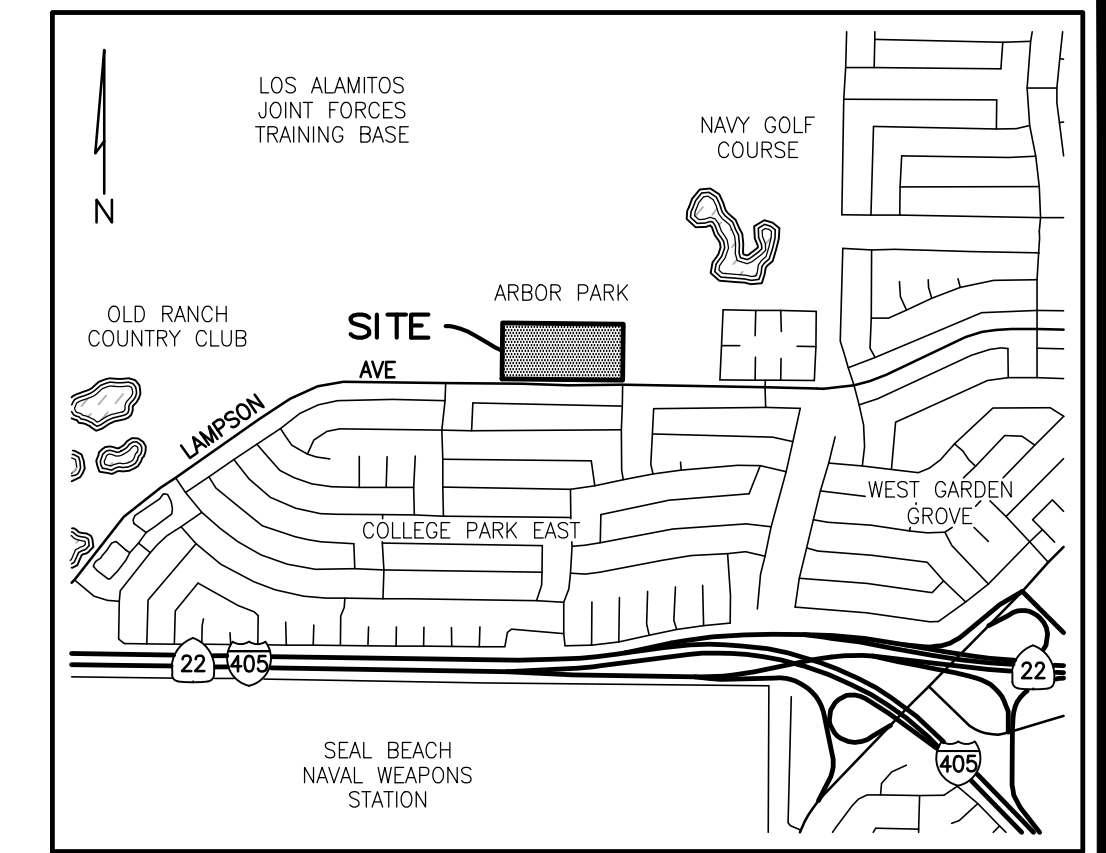 LOS ALAMITOS
JOINT FORCES
TRAINING BASE
NAVY GOLF
COURSE
N
ARBOR PARK
OLD RANCH
COUNTRY CLUB
SITE
AVE
LAMPSON
WEST GARDEN
GROVE
COLLEGE PARK EAST
22
405
22
405
SEAL BEACH
NAVAL WEAPONS
STATION